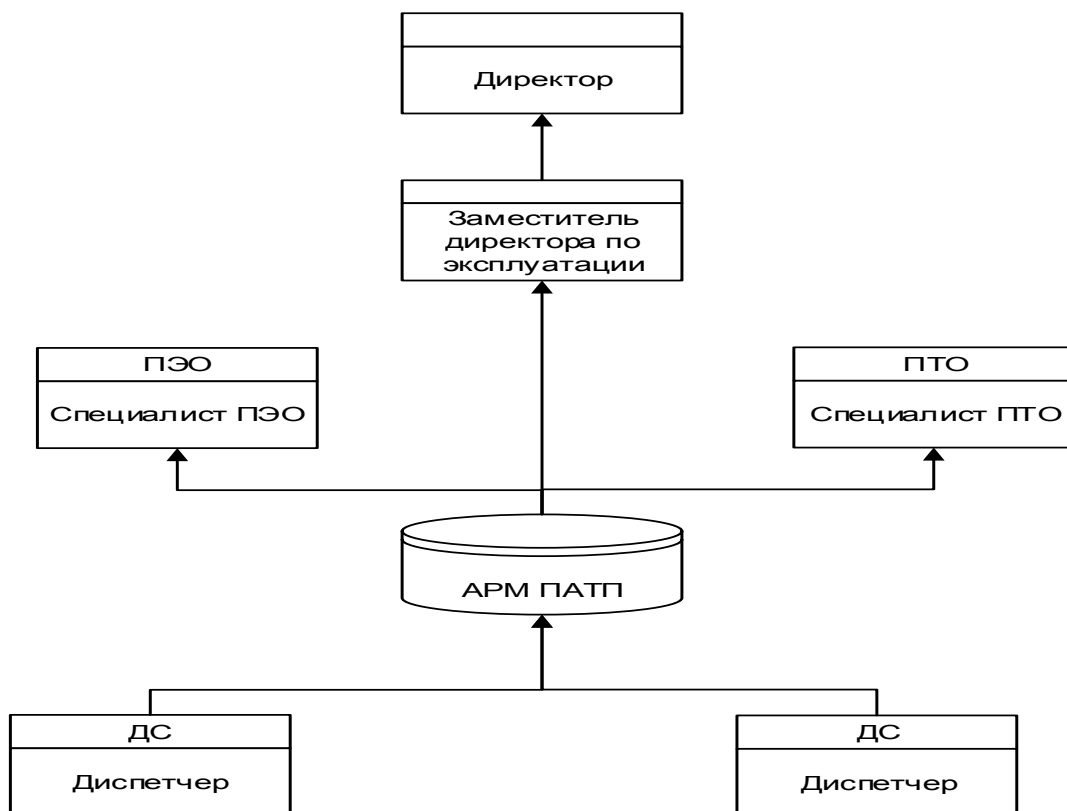 Директор
Заместитель
директора по
эксплуатации
ПЭО
Специалист ПЭО
ПТО
Специалист ПТО
АРМ ПАТП
ДС
Диспетчер
ДС
Диспетчер